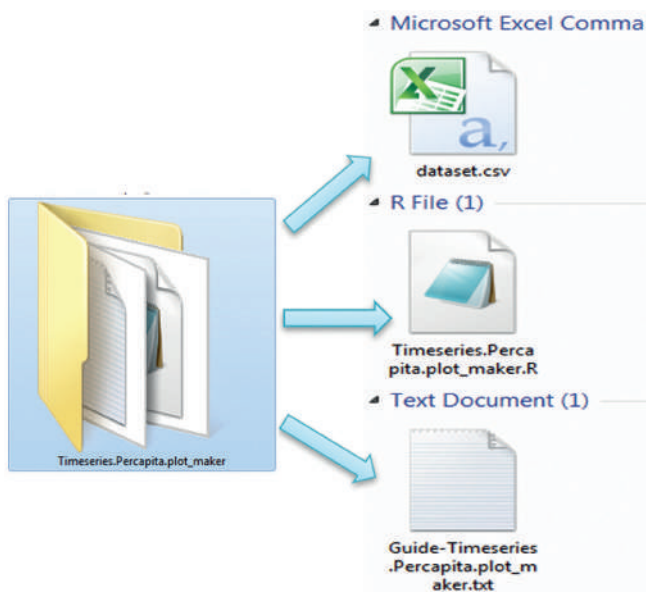 Microsoft Excel Comma
dataset.csv
R File (1)
Timeseries.Perca
pita.plot_maker.R
Text Document (1)
Timeseries.Percapita.plot_maker
Guide-Timeseries
.Percapita.plot_m
aker.txt